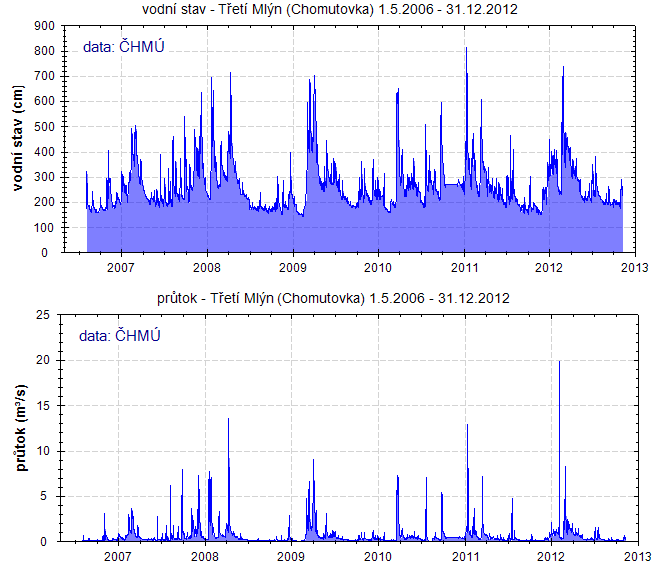 vodní stav - Třetí Mlýn (Chomutovka) 1.5.2006 - 31.12.2012
900
data: ČHMÚ
800
700
600
500
400
300
200
100
0
vodní stav (cm)
2007 2008 2009 2010 2011 2012 2013
průtok - Třetí Mlýn (Chomutovka) 1.5.2006 - 31.12.2012
25
data: ČHMÚ
20
15
10
5
0
průtok (m³/s)
2007 2008 2009 2010 2011 2012 2013